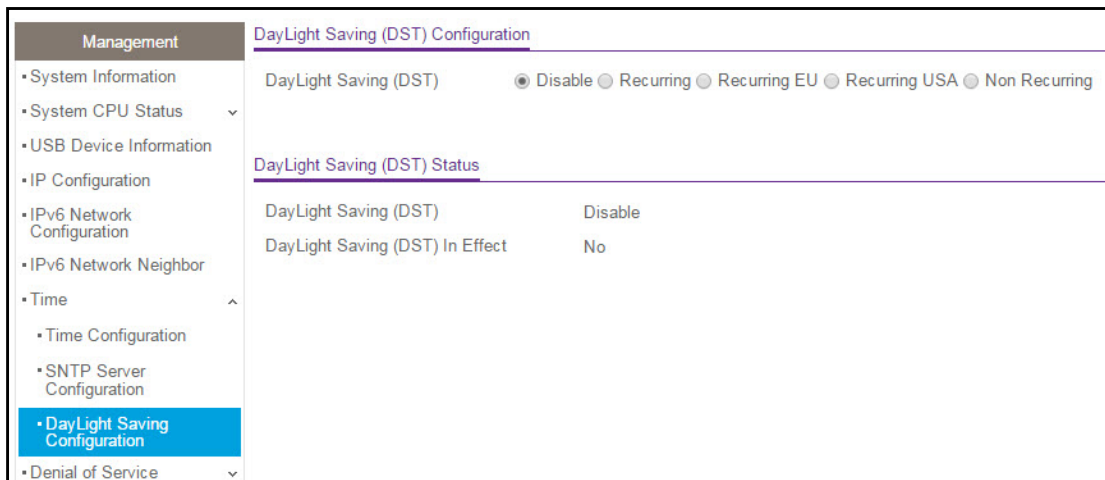 Management
▪ System Information
▪ System CPU Status
▪ USB Device Information
▪ IP Configuration
▪ IPv6 Network
Configuration
▪ IPv6 Network Neighbor
▪ Time
▪ Time Configuration
▪ SNTP Server
Configuration
▪ DayLight Saving
Configuration
▪ Denial of Service
DayLight Saving (DST) Configuration
DayLight Saving (DST) Disable Recurring Recurring EU Recurring USA Non Recurring
DayLight Saving (DST) Status
DayLight Saving (DST) Disable
DayLight Saving (DST) In Effect No